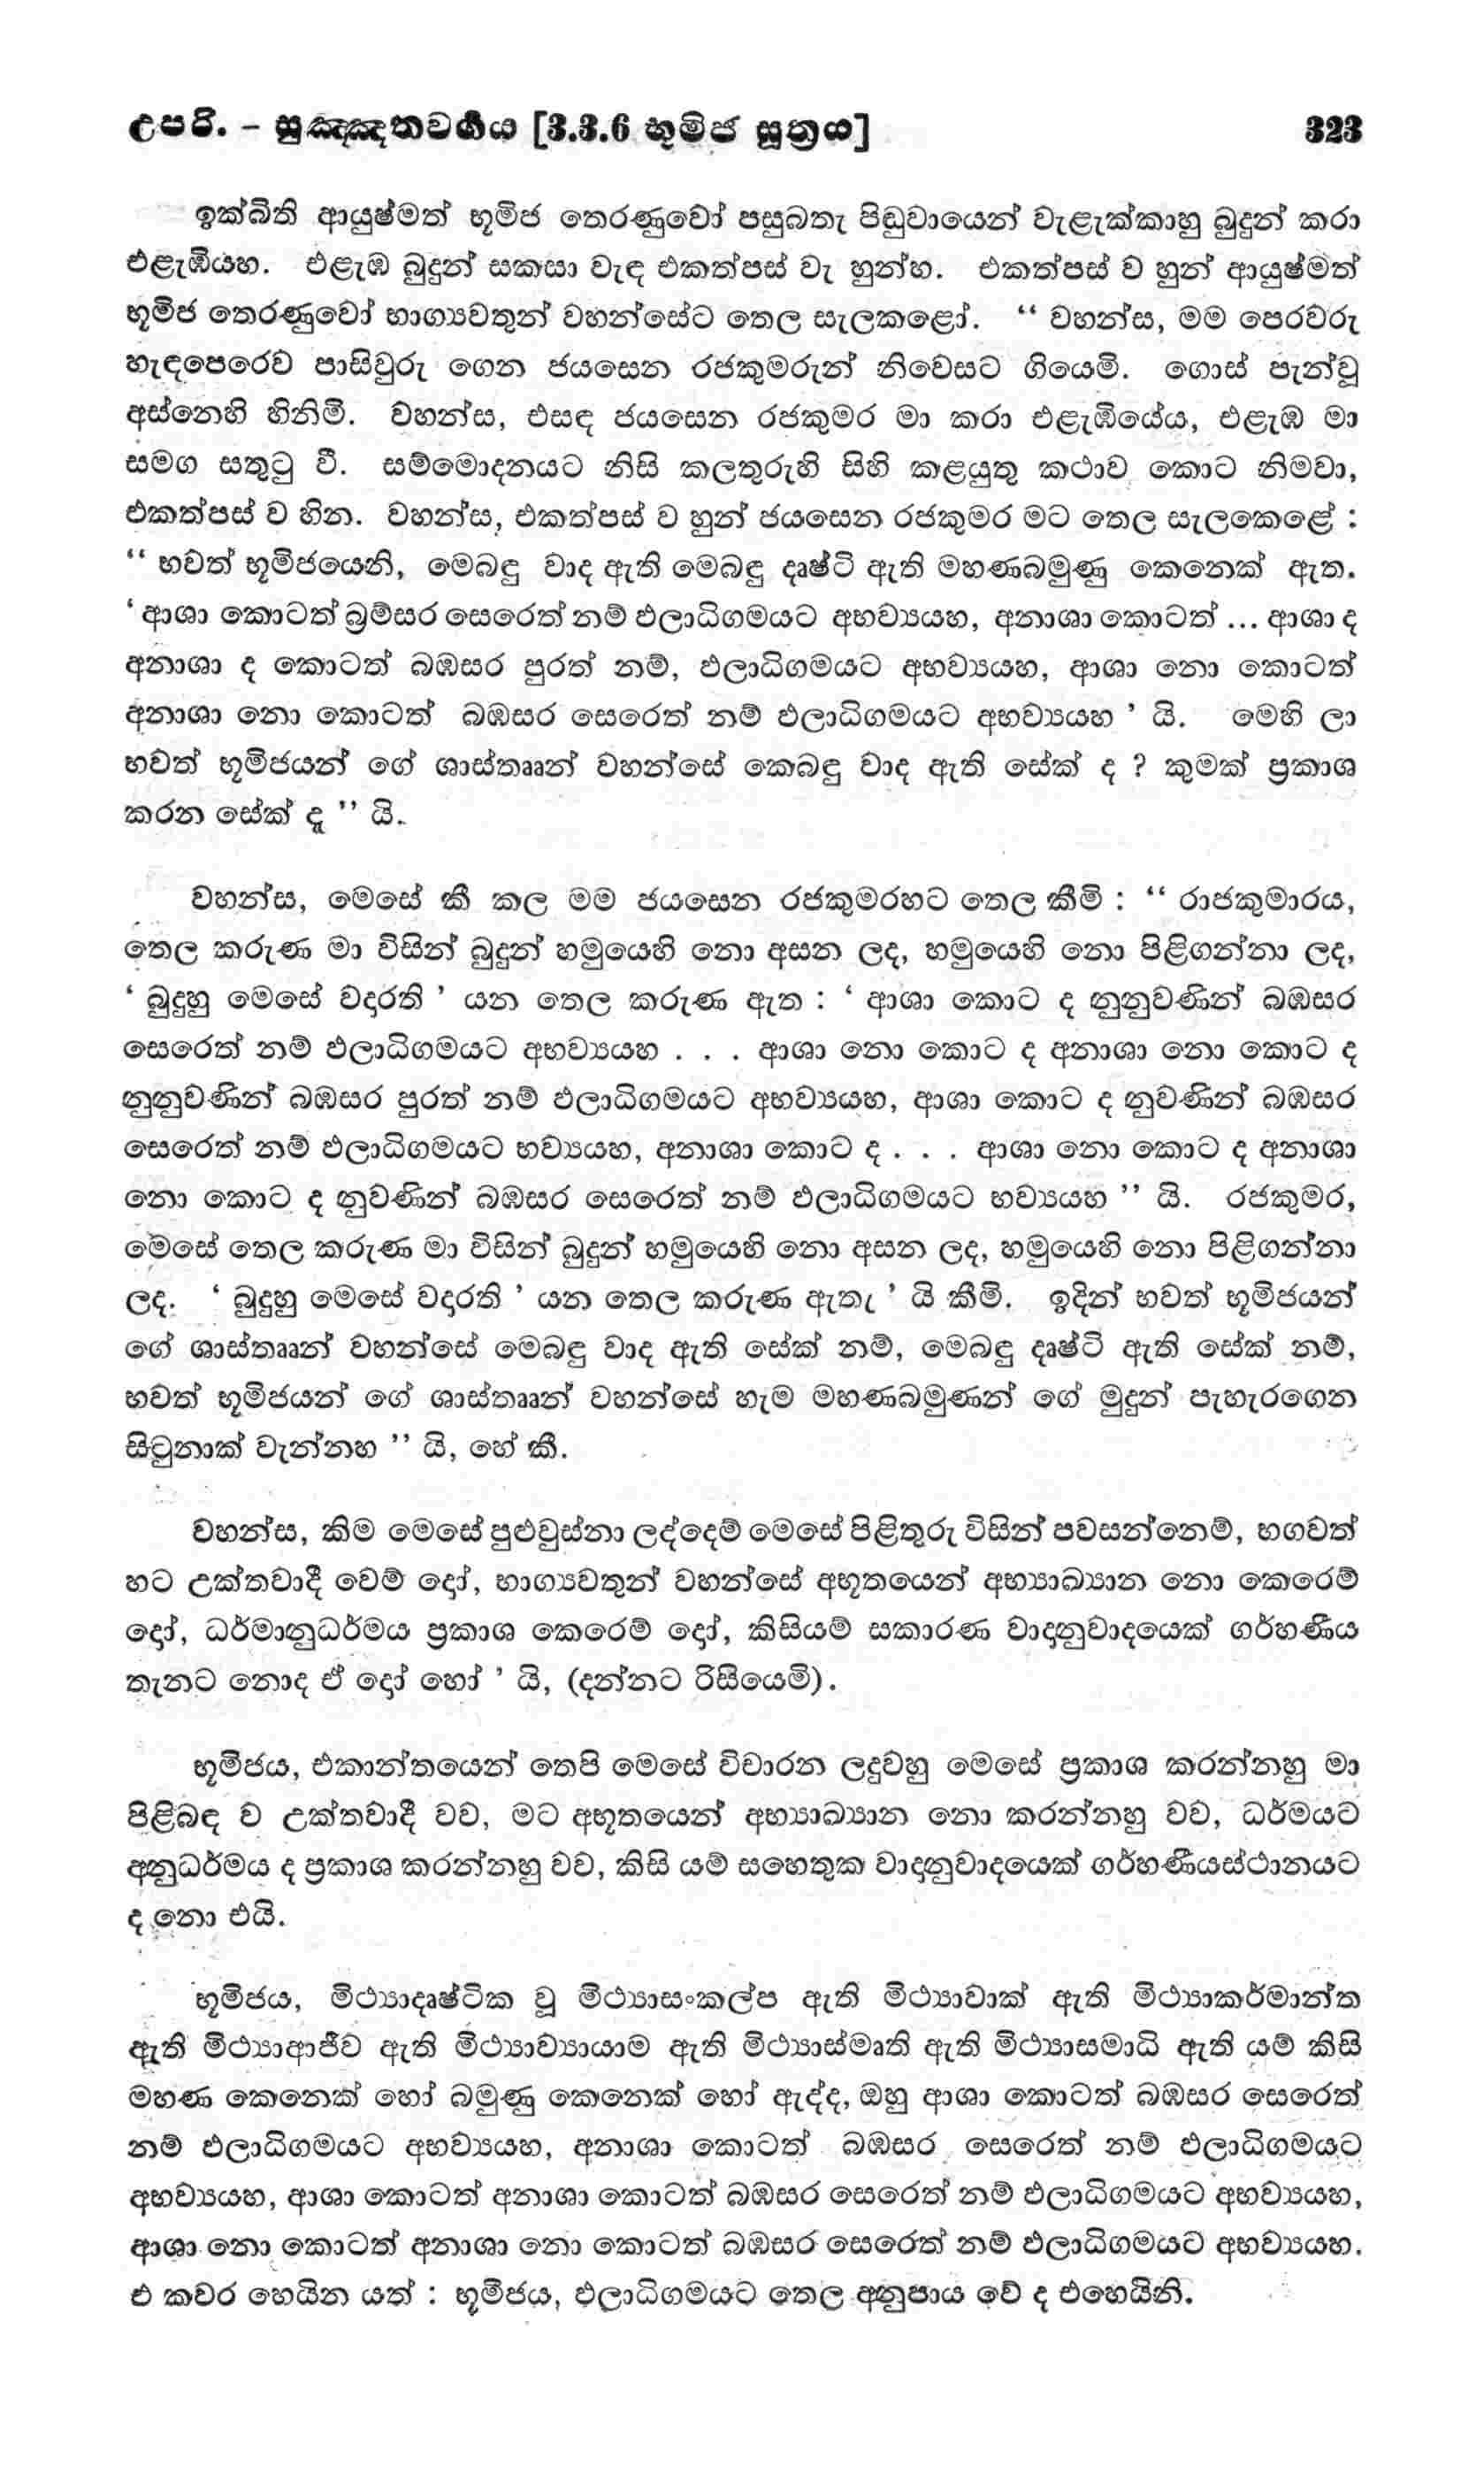 උපරි. – සුඤ්ඤතවර්‍ගය [3.3.6 භූමිජ සූත්‍රය] 323
ඉක්බිති ආයුෂ්මත් භූමිජ තෙරණුවෝ පසුබතැ පිඬුවායෙන් වැළැක්කාහු බුදුන් කරා
එළැඹියහ. එළැඹ බුදුන් සකසා වැඳ එකත්පස් වැ හුන්හ. එකත්පස් ව හුන් ආයුෂ්මත්
භූමිජ තෙරණුවෝ භාග්‍යවතුන් වහන්සේට තෙල සැලකළෝ. “ වහන්ස, මම පෙරවරු
හැඳපෙරෙව පාසිවුරු ගෙන ජයසෙන රජකුමරුන් නිවෙසට ගියෙමි. ගොස් පැන්වූ
අස්නෙහි හිනිමි. වහන්ස, එසඳ ජයසෙන රජකුමර මා කරා එළැඹියේය, එළැඹ මා
සමග සතුටු වී. සම්මොදනයට නිසි කලතුරුහි සිහි කළයුතු කථාව කොට නිමවා,
එකත්පස් ව හින. වහන්ස, එකත්පස් ව හුන් ජයසෙන රජකුමර මට තෙල සැලකෙළේ :
“ භවත් භූමිජයෙනි, මෙබඳු වාද ඇති මෙබඳු දෘෂ්ටි ඇති මහණබමුණු කෙනෙක් ඇත.
‘ ආශා කොටත් බ්‍රම්සර සෙරෙත් නම් ඵලාධිගමයට අභව්‍යයහ, අනාශා කොටත් ... ආශා ද
අනාශා ද කොටත් බඹසර පුරත් නම්, ඵලාධිගමයට අභව්‍යයහ, ආශා නො කොටත්
අනාශා නො කොටත් බඹසර සෙරෙත් නම් ඵලාධිගමයට අභව්‍යයහ ’ යි. මෙහි ලා
භවත් භූමිජයන් ගේ ශාස්තෲන් වහන්සේ කෙබඳු වාද ඇති සේක් ද ? කුමක් ප්‍රකාශ
කරන සේක් දැ ” යි.
වහන්ස, මෙසේ කී කල මම ජයසෙන රජකුමරහට තෙල කීමි : “ රාජකුමාරය,
තෙල කරුණ මා විසින් බුදුන් හමුයෙහි නො අසන ලද, හමුයෙහි නො පිළිගන්නා ලද,
‘ බුදුහු මෙසේ වදාරති ’ යන තෙල කරුණ ඇත : ‘ ආශා කොට ද නුනුවණින් බඹසර
සෙරෙත් නම් ඵලාධිගමයට අභව්‍යයහ . . . ආශා නො කොට ද අනාශා නො කොට ද
නුනුවණින් බඹසර පුරත් නම් ඵලාධිගමයට අභව්‍යයහ, ආශා කොට ද නුවණින් බඹසර
සෙරෙත් නම් ඵලාධිගමයට භව්‍යයහ, අනාශා කොට ද . . . ආශා නො කොට ද අනාශා
නො කොට ද නුවණින් බඹසර සෙරෙත් නම් ඵලාධිගමයට භව්‍යයහ ” යි. රජකුමර,
මෙසේ තෙල කරුණ මා විසින් බුදුන් හමුයෙහි නො අසන ලද, හමුයෙහි නො පිළිගන්නා
ලද. ‘ බුදුහු මෙසේ වදාරති ’ යන තෙල කරුණ ඇතැ ’ යි කීමි. ඉදින් භවත් භූමිජයන්
ගේ ශාස්තෲන් වහන්සේ මෙබඳු වාද ඇති සේක් නම්, මෙබඳු දෘෂ්ටි ඇති සේක් නම්,
භවත් භූමිජයන් ගේ ශාස්තෲන් වහන්සේ හැම මහණබමුණන් ගේ මුදුන් පැහැරගෙන
සිටුනාක් වැන්නහ ” යි, හේ කී.
වහන්ස, කිම මෙසේ පුළුවුස්නා ලද්දෙම් මෙසේ පිළිතුරු විසින් පවසන්නෙම්, භගවත්
හට උක්තවාදී වෙම් දෝ, භාග්‍යවතුන් වහන්සේ අභූතයෙන් අභ්‍යාඛ්‍යාන නො කෙරෙම්
දෝ, ධර්මානුධර්මය ප්‍රකාශ කෙරෙම් දෝ, කිසියම් සකාරණ වාදානුවාදයෙක් ගර්හණීය
තැනට නොද ඒ දෝ හෝ ’ යි, (දන්නට රිසියෙමි).
භූමිජය, එකාන්තයෙන් තෙපි මෙසේ විචාරන ලදුවහු මෙසේ ප්‍රකාශ කරන්නහු මා
පිළිබඳ ව උක්තවාදී වව, මට අභූතයෙන් අභ්‍යාඛ්‍යාන නො කරන්නහු වව, ධර්මයට
අනුධර්මය ද ප්‍රකාශ කරන්නහු වව, කිසි යම් සහෙතුක වාදානුවාදයෙක් ගර්හණීයස්ථානයට
ද නො එයි.
භූමිජය, මිථ්‍යාදෘෂ්ටික වූ මිථ්‍යාසංකල්ප ඇති මිථ්‍යාවාක් ඇති මිථ්‍යාකර්මාන්ත
ඇති මිථ්‍යාආජීව ඇති මිථ්‍යාව්‍යායාම ඇති මිථ්‍යාස්මෘති ඇති මිථ්‍යාසමාධි ඇති යම් කිසි
මහණ කෙනෙක් හෝ බමුණු කෙනෙක් හෝ ඇද්ද, ඔහු ආශා කොටත් බඹසර සෙරෙත්
නම් ඵලාධිගමයට අභව්‍යයහ, අනාශා කොටත් බඹසර සෙරෙත් නම් ඵලාධිගමයට
අභව්‍යයහ, ආශා කොටත් අනාශා කොටත් බඹසර සෙරෙත් නම් ඵලාධිගමයට අභව්‍යයහ,
ආශා නො කොටත් අනාශා නො කොටත් බඹසර සෙරෙත් නම් ඵලාධිගමයට අභව්‍යයහ.
එ කවර හෙයින යත් : භූමිජය, ඵලාධිගමයට තෙල අනුපාය වේ ද එහෙයිනි.